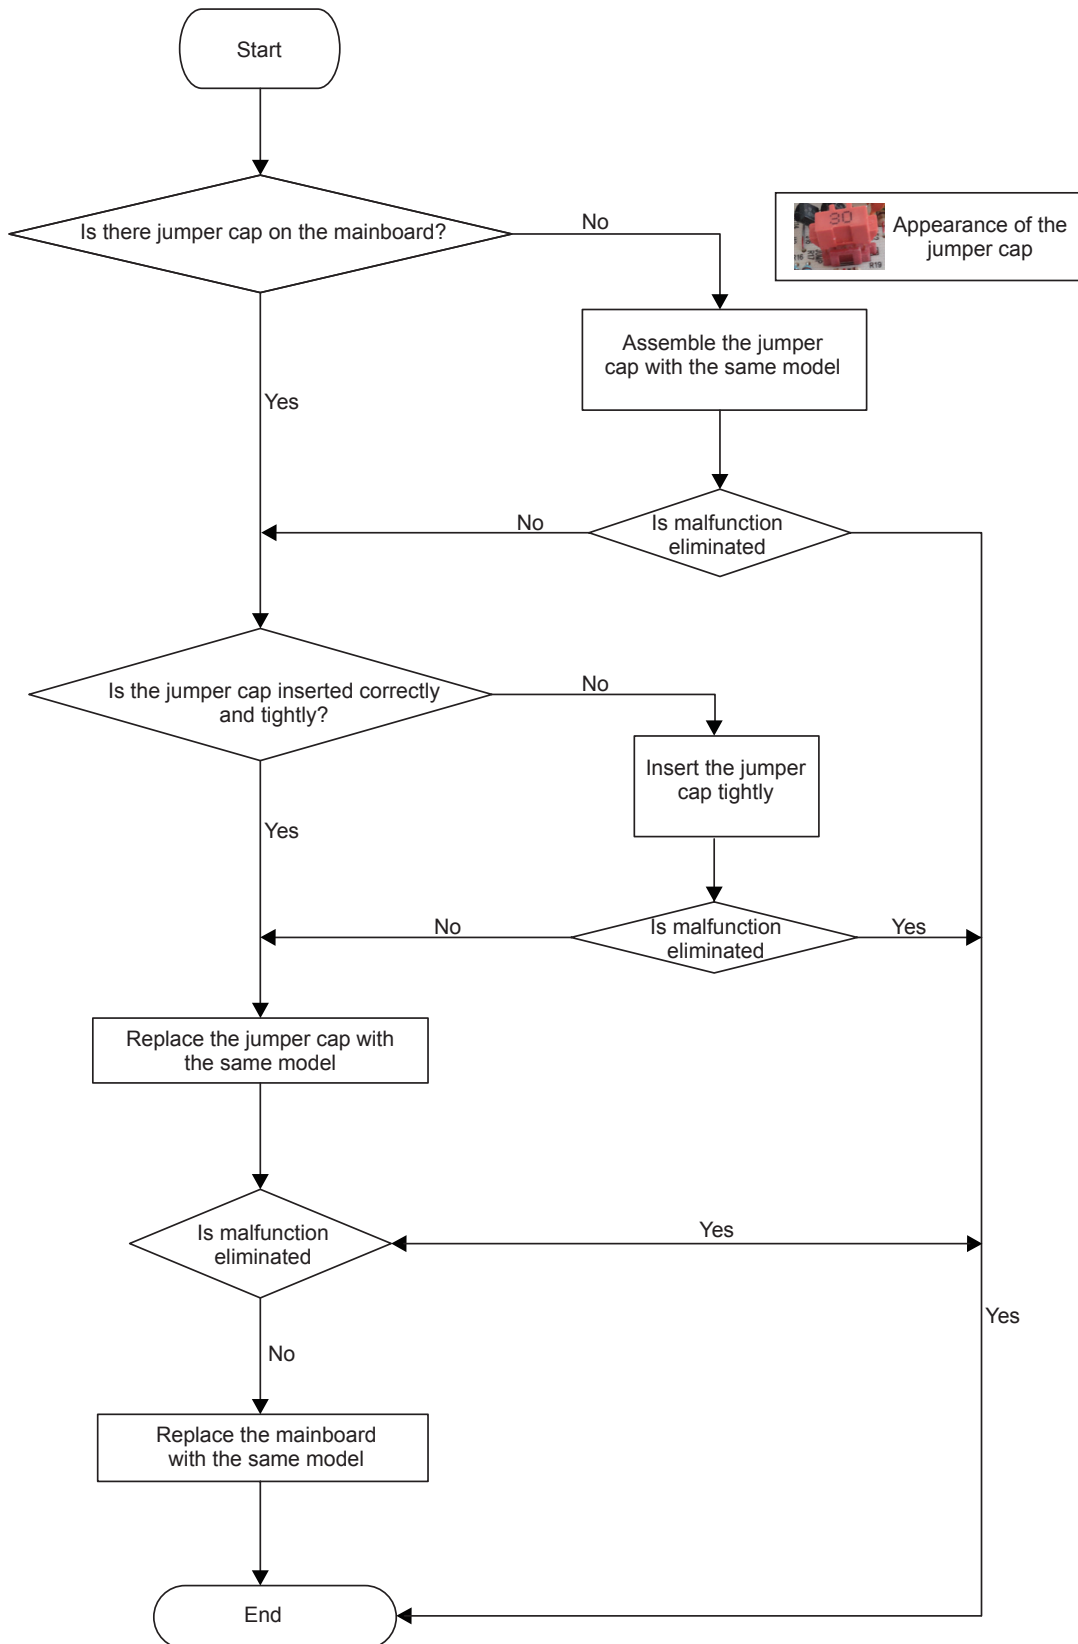 Start
Is there jumper cap on the mainboard?
No
30
Appearance of the
jumper cap
Assemble the jumper
cap with the same model
Yes
No
Is malfunction
eliminated
Is the jumper cap inserted correctly
and tightly?
No
Insert the jumper
cap tightly
Yes
No
Is malfunction
eliminated
Yes
Replace the jumper cap with
the same model
Is malfunction
eliminated
Yes
Yes
No
Replace the mainboard
with the same model
End